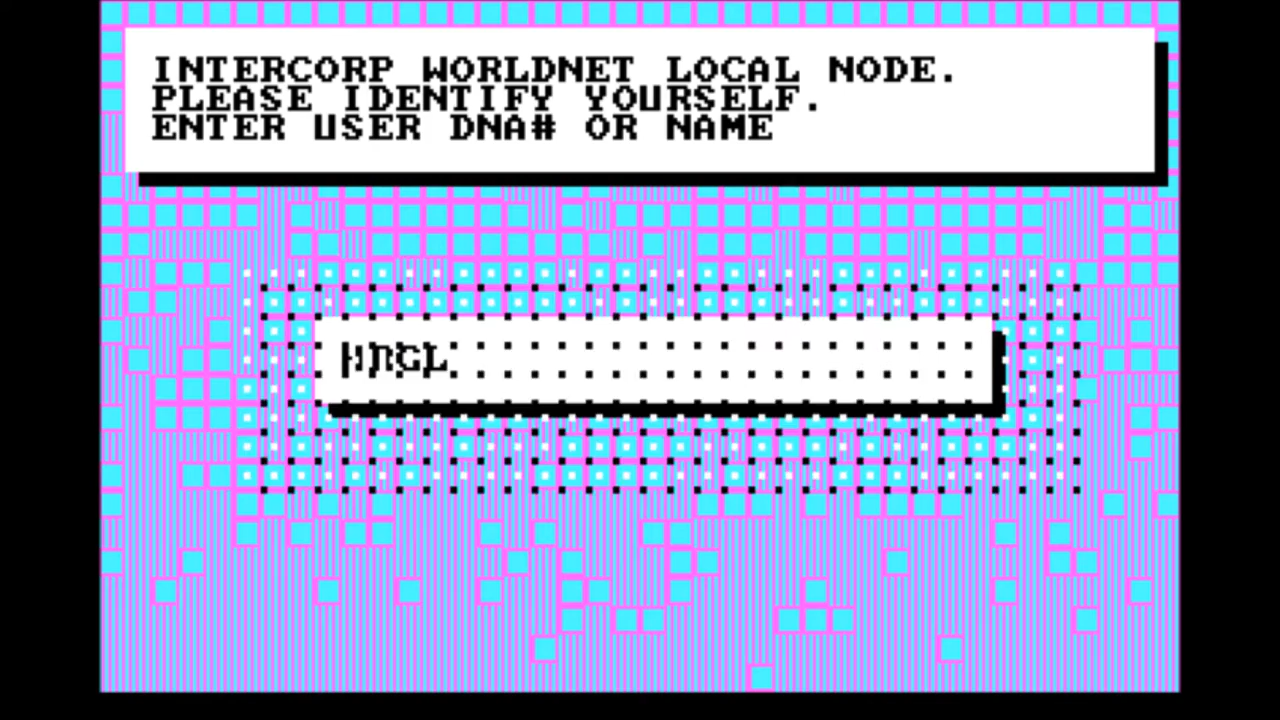 INTERCORP WORLDNET LOCAL NODE.
PLEASE IDENTIFY YOURSELF.
ENTER USER DNA# OR NAME